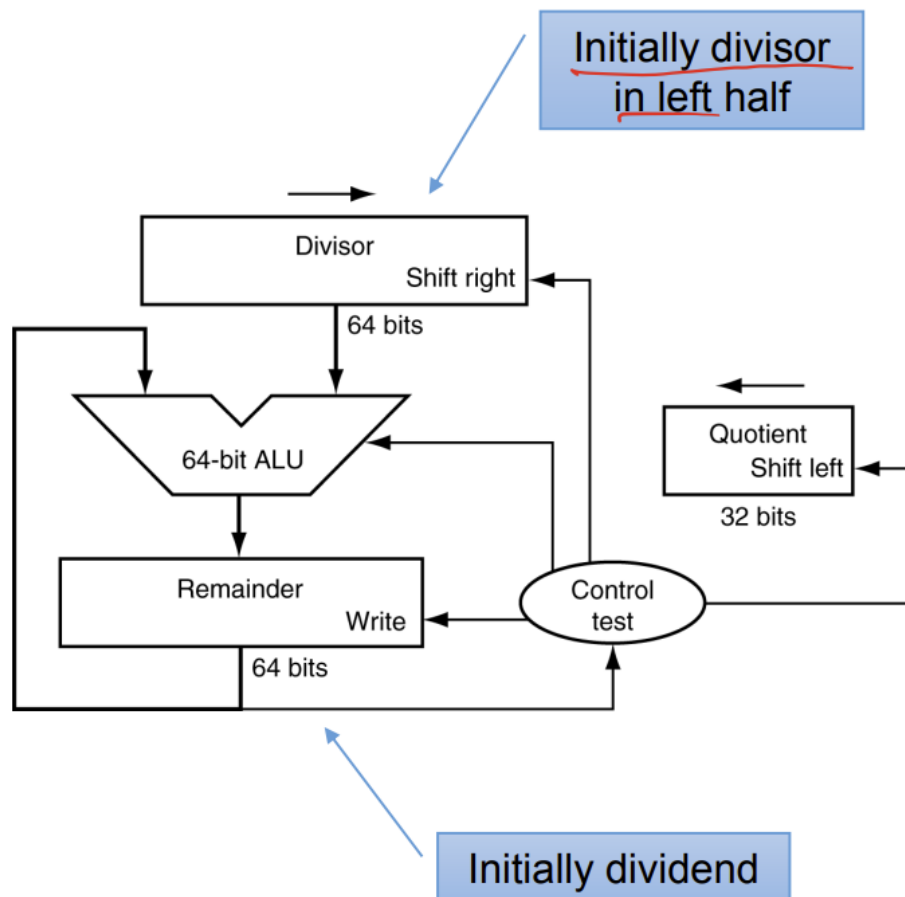 Initially divisor
in left half
Divisor
Shift right
64 bits
64-bit ALU
Quotient
Shift left
32 bits
Remainder
Write
64 bits
Control
test
Initially dividend